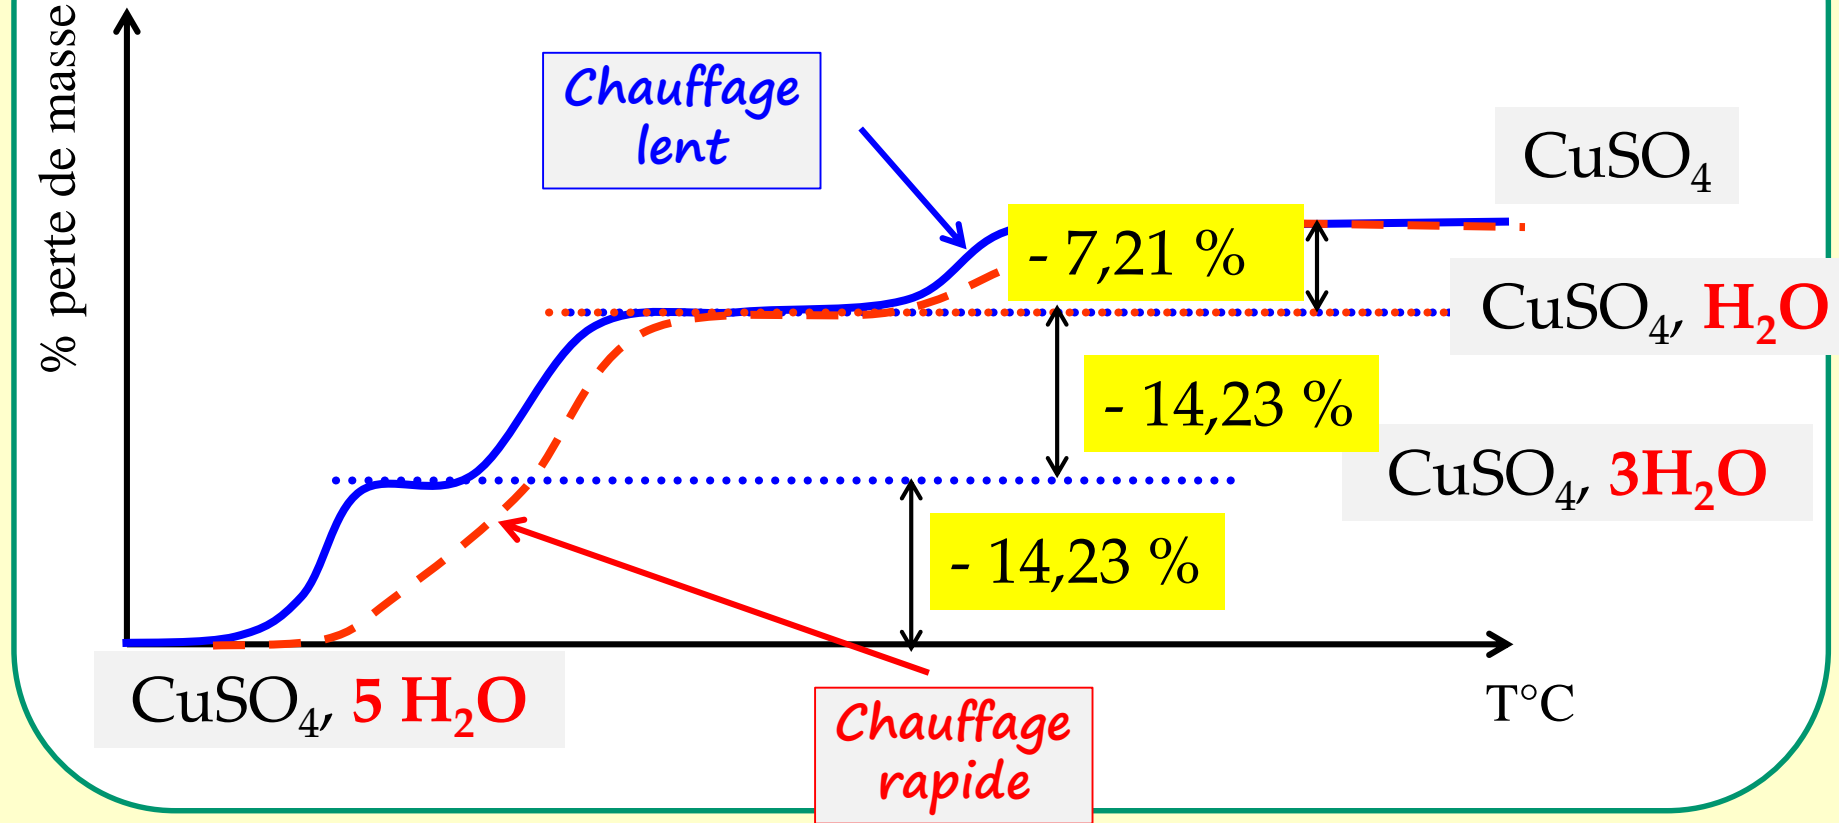 % perte de masse
Chauffage
lent
CuSO₄
- 7,21 %
CuSO₄, H₂O
- 14,23 %
CuSO₄, 3H₂O
- 14,23 %
CuSO₄, 5 H₂O
T°C
Chauffage
rapide